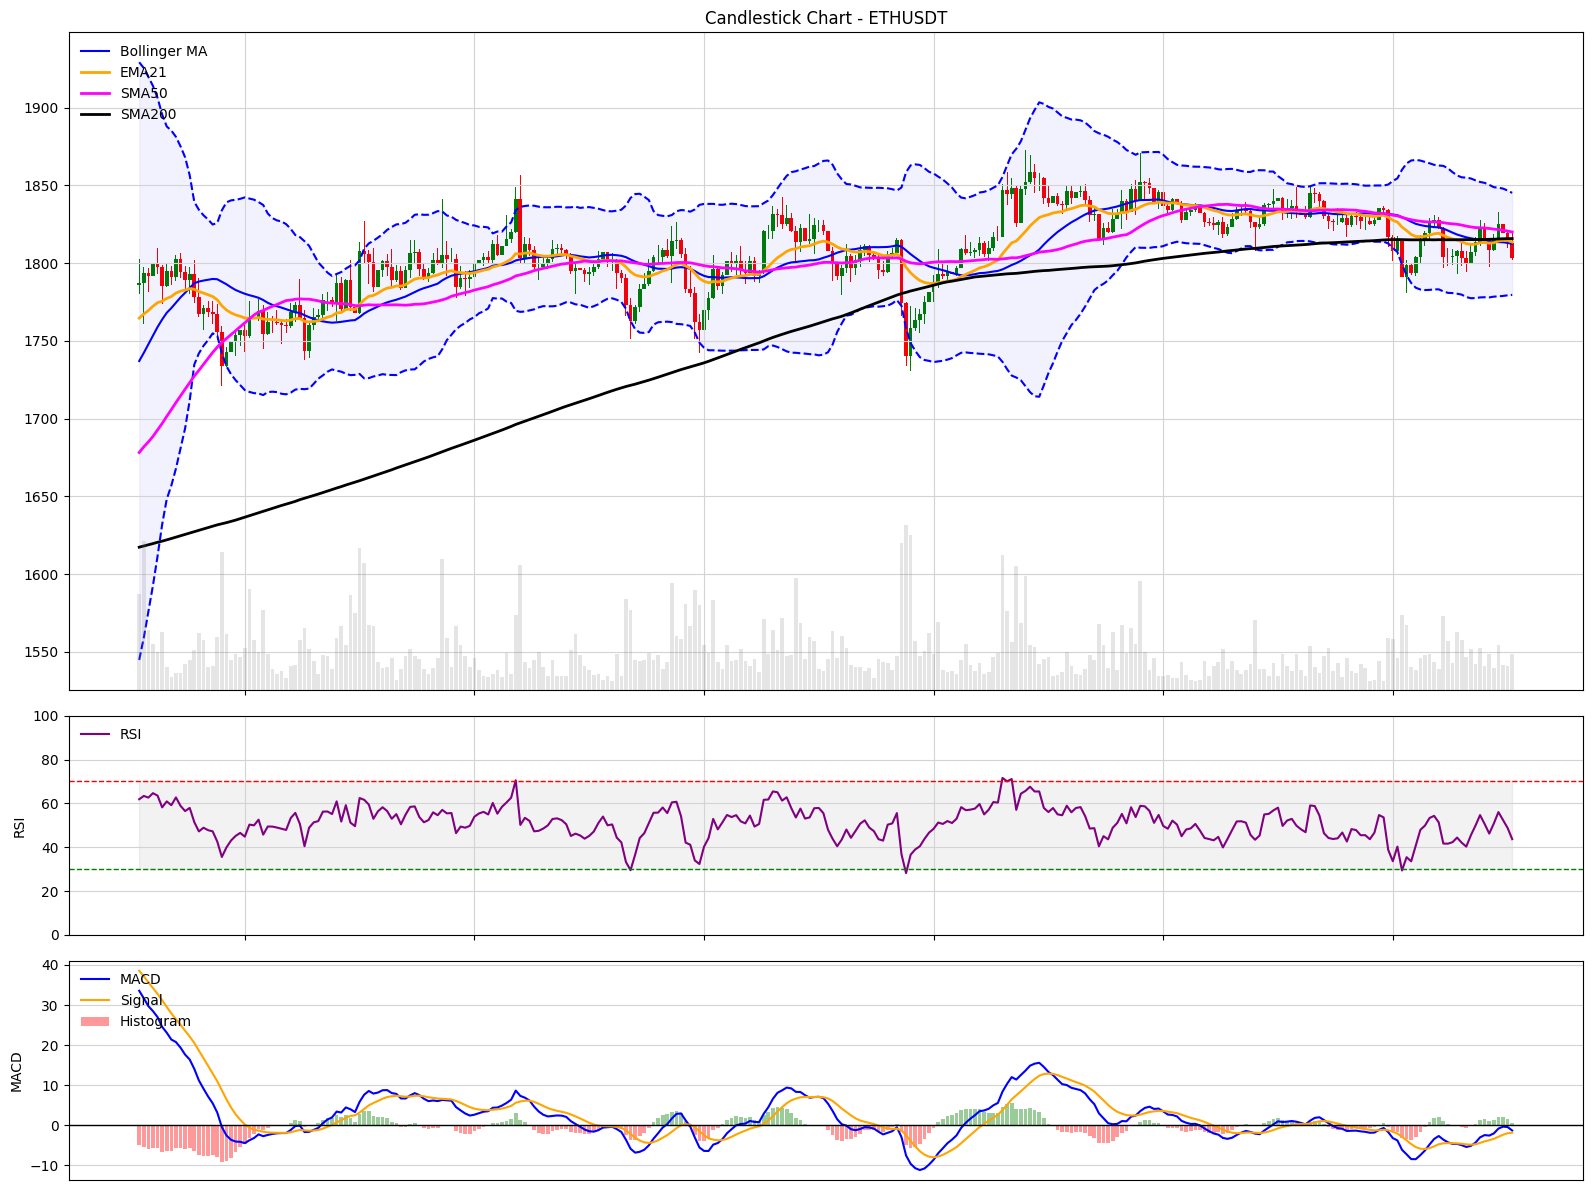 Candlestick Chart - ETHUSDT
Bollinger MA
EMA21
SMA50
SMA200
1900
1850
1800
1750
1700
1650
1600
1550
RSI
100
80
60
40
20
0
RSI
MACD
Signal
Histogram
40
30
20
10
0
−10
MACD